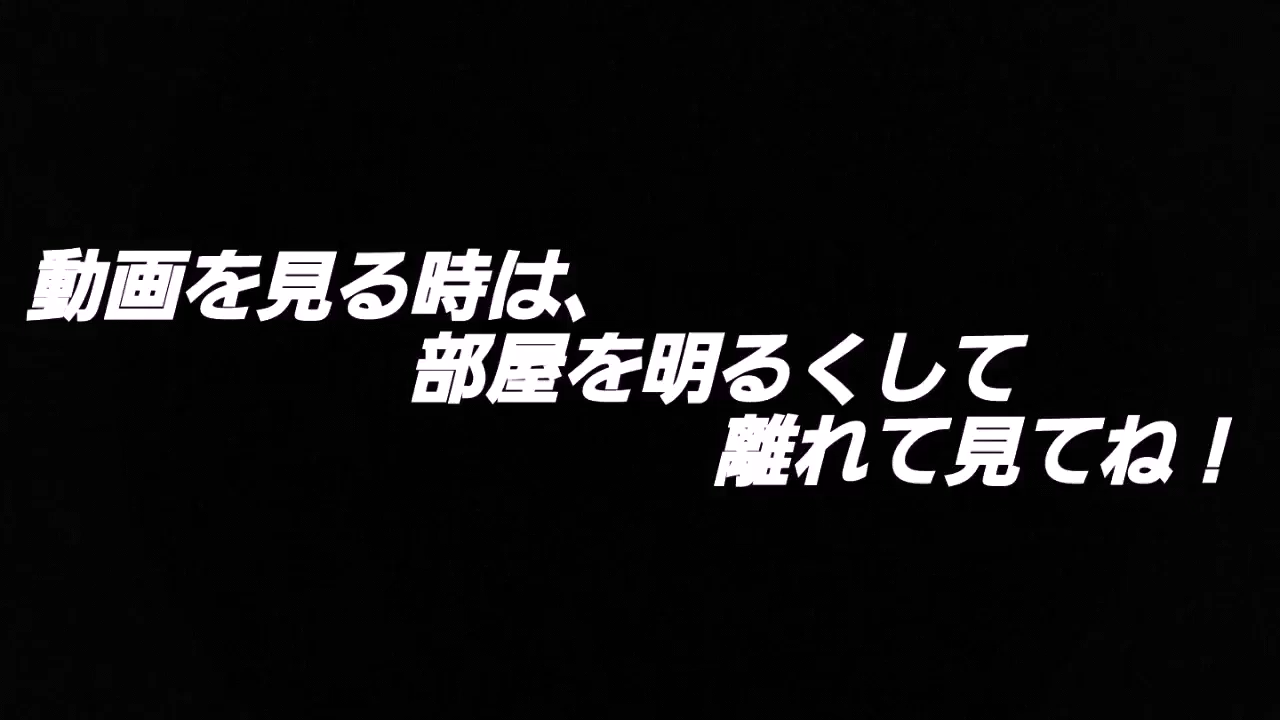 動画を見る時は、
部屋を明るくして
離れて見てね！